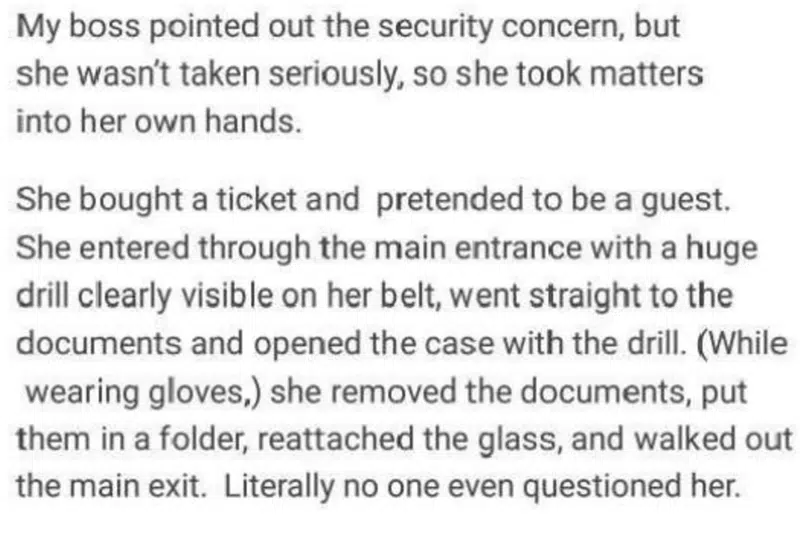 My boss pointed out the security concern, but
she wasn't taken seriously, so she took matters
into her own hands.
She bought a ticket and pretended to be a guest.
She entered through the main entrance with a huge
drill clearly visible on her belt, went straight to the
documents and opened the case with the drill. (While
wearing gloves,) she removed the documents, put
them in a folder, reattached the glass, and walked out
the main exit. Literally no one even questioned her.